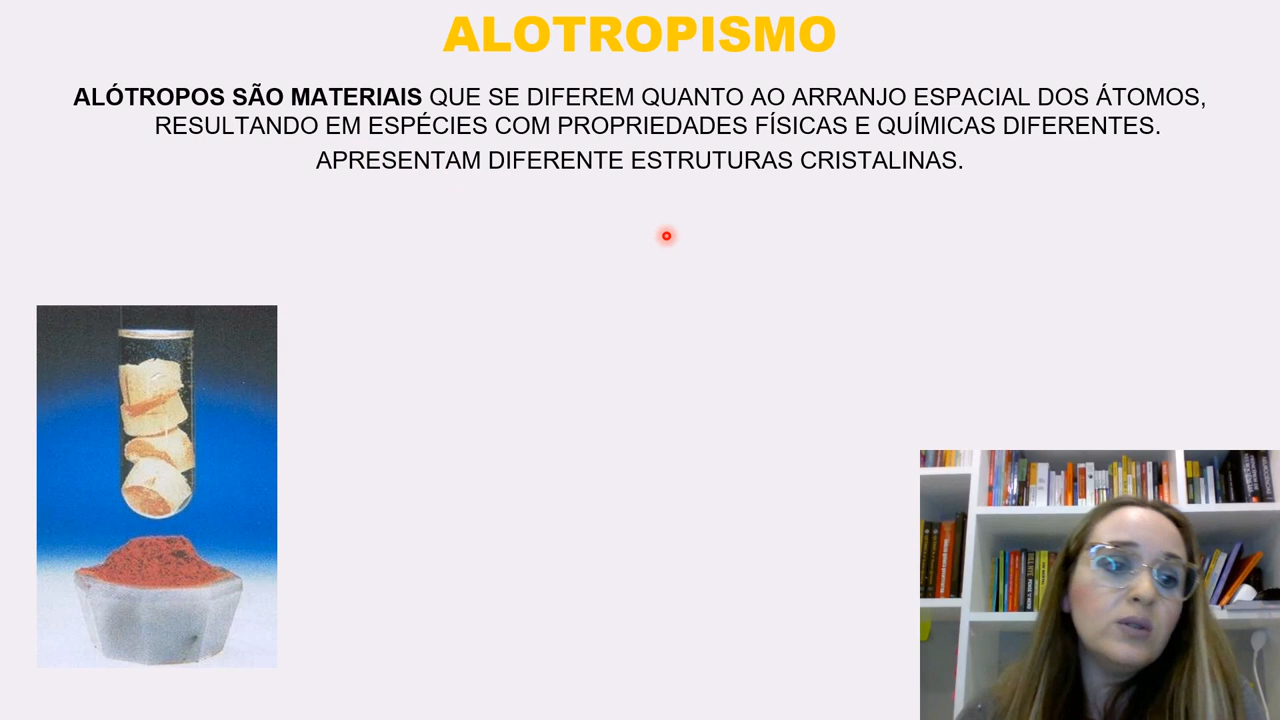 ALOTROPISMO
ALÓTROPOS SÃO MATERIAIS QUE SE DIFEREM QUANTO AO ARRANJO ESPACIAL DOS ÁTOMOS,
RESULTANDO EM ESPÉCIES COM PROPRIEDADES FÍSICAS E QUÍMICAS DIFERENTES.
APRESENTAM DIFERENTE ESTRUTURAS CRISTALINAS.